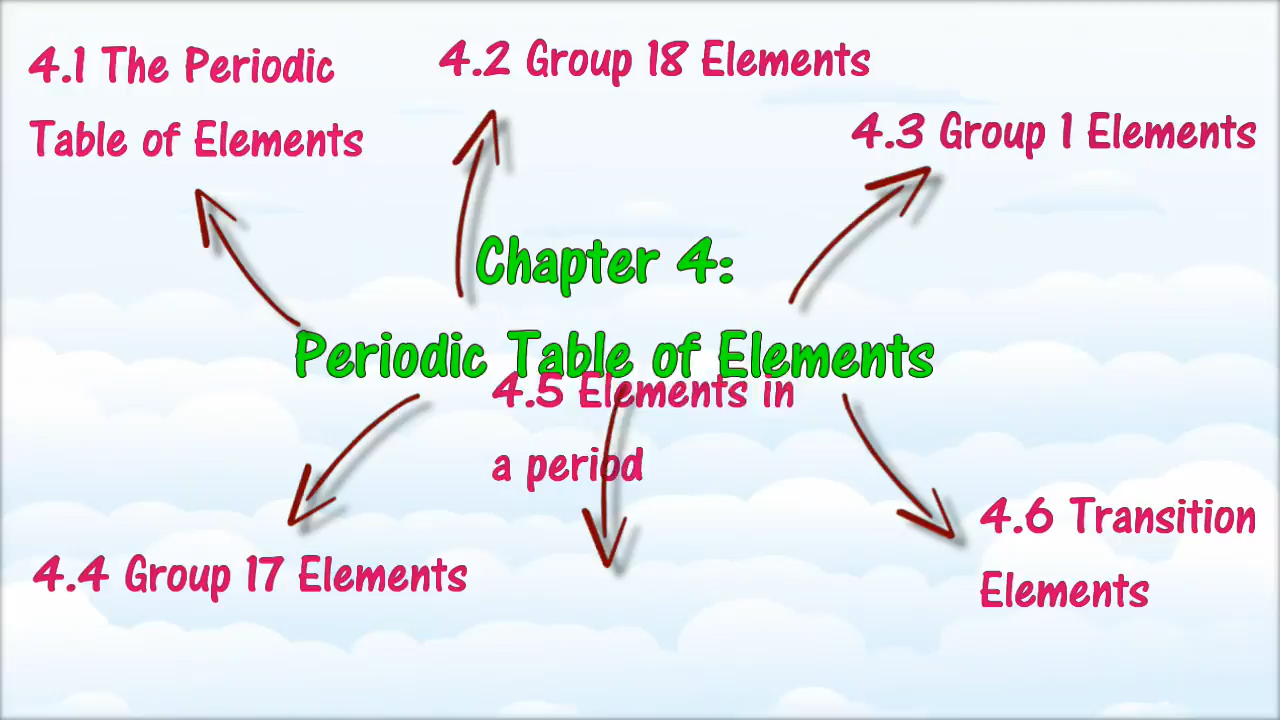 4.1 The Periodic
Table of Elements
4.2 Group 18 Elements
4.3 Group 1 Elements
Chapter 4:
Periodic Table of Elements
4.5 Elements in
a period
4.4 Group 17 Elements
4.6 Transition
Elements